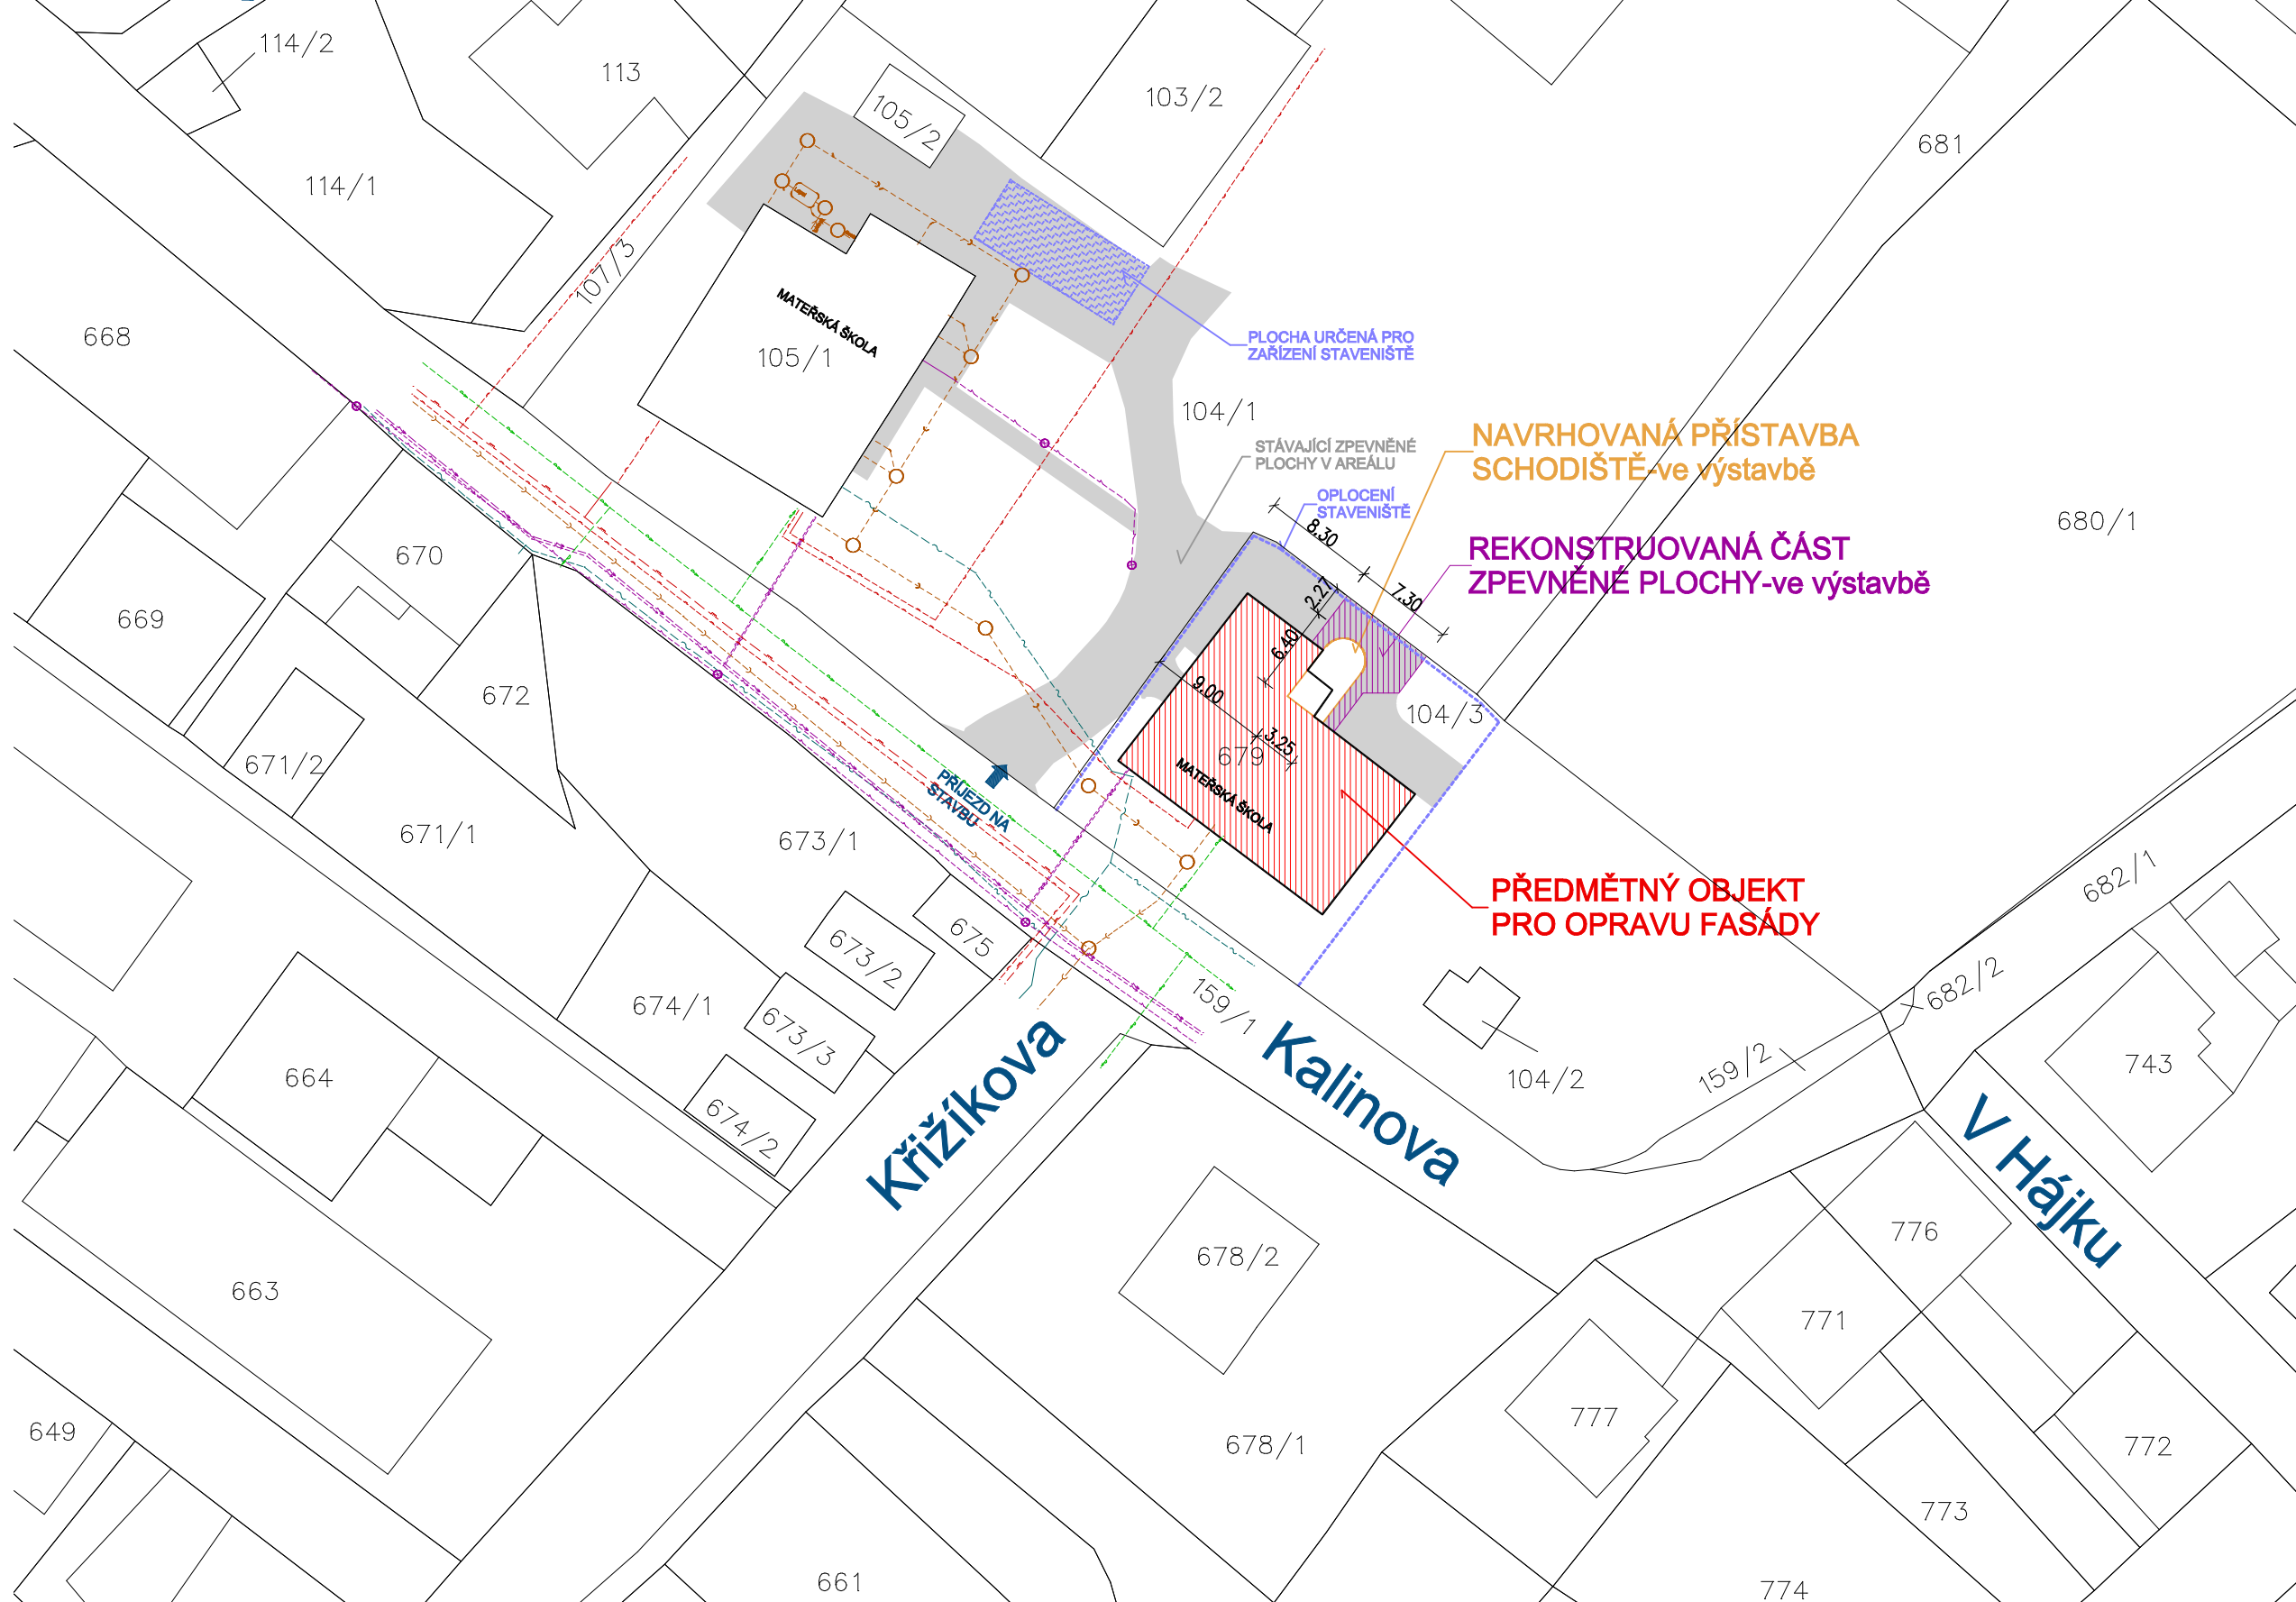 114/2
113
103/2
105/2
681
114/1
107/3
MATEŘSKÁ ŠKOLA
105/1
668
PLOCHA URČENÁ PRO
ZAŘÍZENÍ STAVENIŠTĚ
104/1
STÁVAJÍCÍ ZPEVNĚNÉ
PLOCHY V AREÁLU
NAVRHOVANÁ PŘÍSTAVBA
SCHODIŠTĚ-ve výstavbě
OPLOCENÍ
STAVENIŠTĚ
8.30
680/1
REKONSTRUOVANÁ ČÁST
ZPEVNĚNÉ PLOCHY-ve výstavbě
670
2.27
7.30
669
6.40
672
9.00
104/3
3.25
679
MATEŘSKÁ ŠKOLA
671/2
PŘÍJEZD NA
STAVBU
671/1
673/1
PŘEDMĚTNÝ OBJEKT
PRO OPRAVU FASÁDY
682/1
675
673/2
682/2
674/1
159/1
673/3
Křižíkova
Kalinova
159/2
104/2
743
664
674/2
V Hájku
776
678/2
663
771
777
649
678/1
772
773
661
774